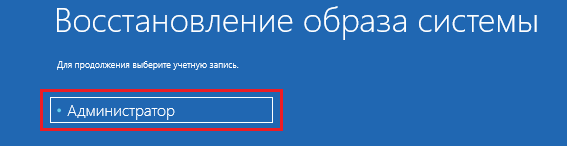 Восстановление образа системы
Для продолжения выберите учетную запись.
Администратор